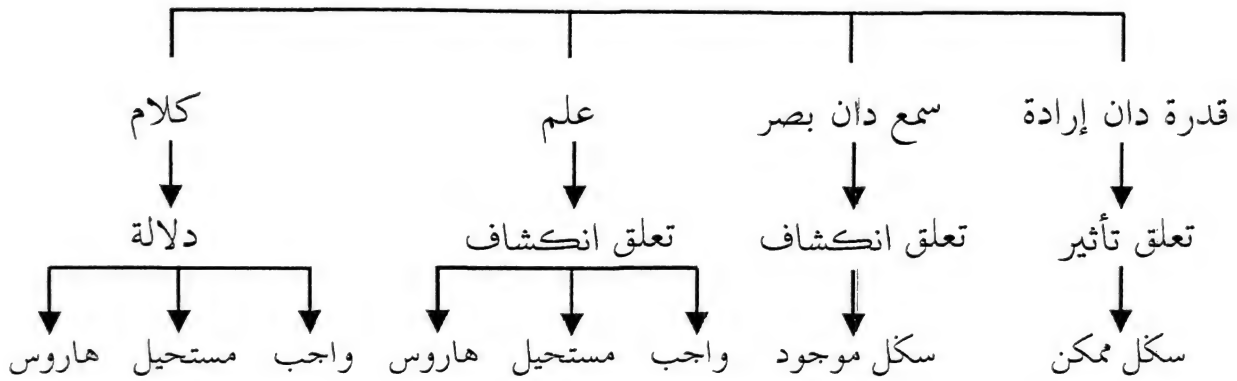 قدرة دان إرادة سمع دان بصر علم كلام
تعلق تأثير تعلق انكشاف تعلق انكشاف دلالة
سكل ممكن سكل موجود واجب مستحيل هاروس واجب مستحيل هاروس